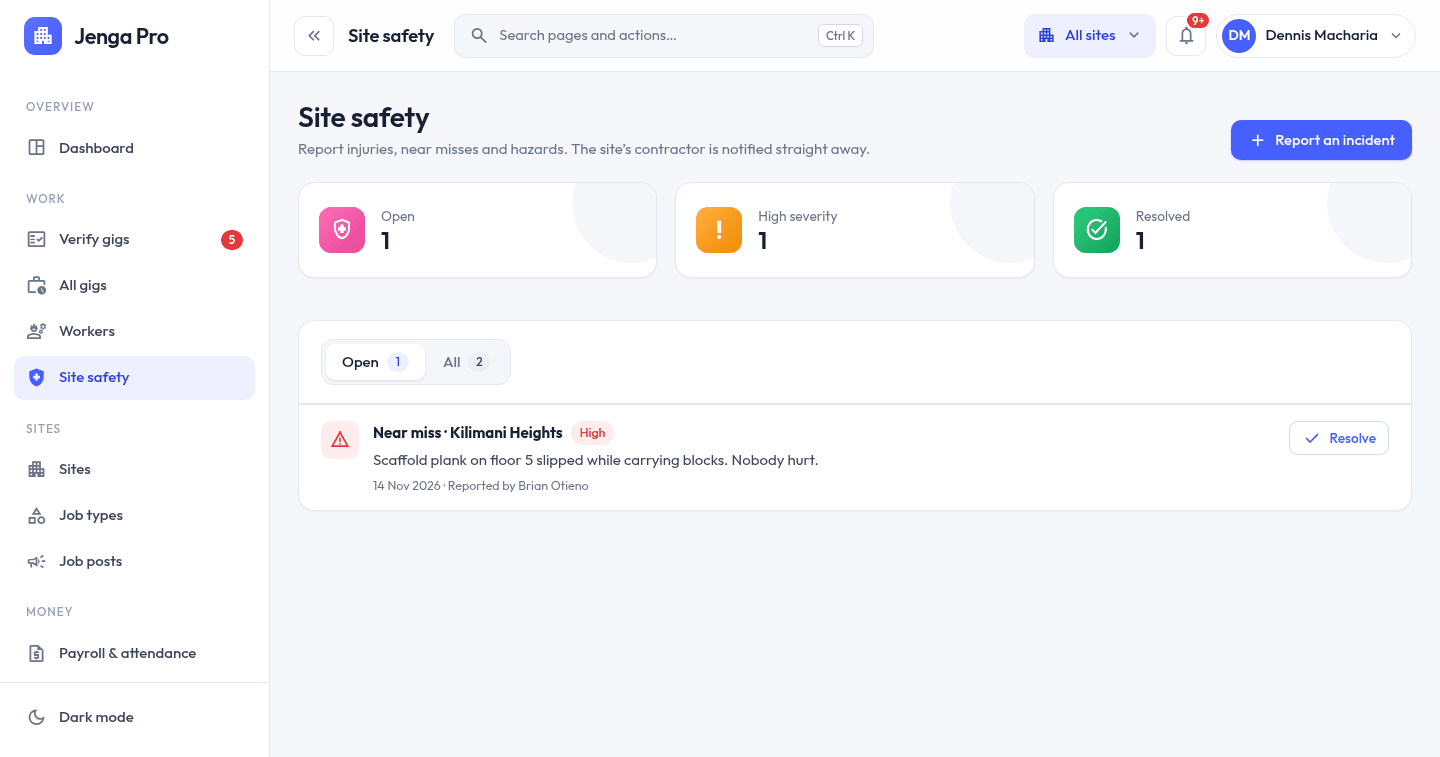 Jenga Pro
OVERVIEW
Dashboard
WORK
Verify gigs 5
All gigs
Workers
Site safety
SITES
Sites
Job types
Job posts
MONEY
Payroll & attendance
Dark mode
Site safety
Search pages and actions...
Ctrl K
All sites
9+
DM Dennis Macharia
Site safety
Report injuries, near misses and hazards. The site's contractor is notified straight away.
Report an incident
Open
1
High severity
1
Resolved
1
Open 1 All 2
Near miss · Kilimani Heights High
Scaffold plank on floor 5 slipped while carrying blocks. Nobody hurt.
14 Nov 2026 · Reported by Brian Otieno
Resolve